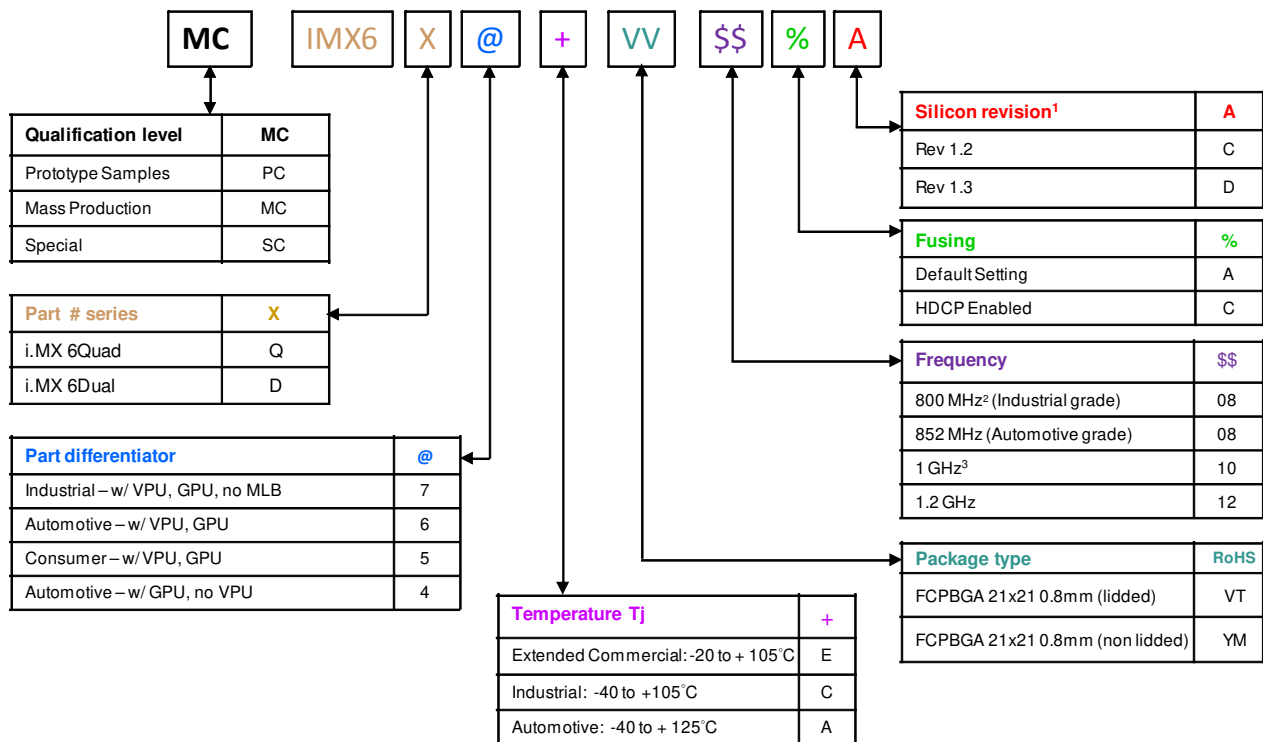 MC IMX6 X @ + VV $$ % A
Qualification level MC
Prototype Samples PC
Mass Production MC
Special SC
Part # series X
i.MX 6Quad Q
i.MX 6Dual D
Part differentiator @
Industrial – w/ VPU, GPU, no MLB 7
Automotive – w/ VPU, GPU 6
Consumer – w/ VPU, GPU 5
Automotive – w/ GPU, no VPU 4
Temperature Tj +
Extended Commercial: -20 to + 105°C E
Industrial: -40 to +105°C C
Automotive: -40 to + 125°C A
Silicon revision¹ A
Rev 1.2 C
Rev 1.3 D
Fusing %
Default Setting A
HDCP Enabled C
Frequency $$
800 MHz² (Industrial grade) 08
852 MHz (Automotive grade) 08
1 GHz³ 10
1.2 GHz 12
Package type RoHS
FCPBGA 21x21 0.8mm (lidded) VT
FCPBGA 21x21 0.8mm (non lidded) YM